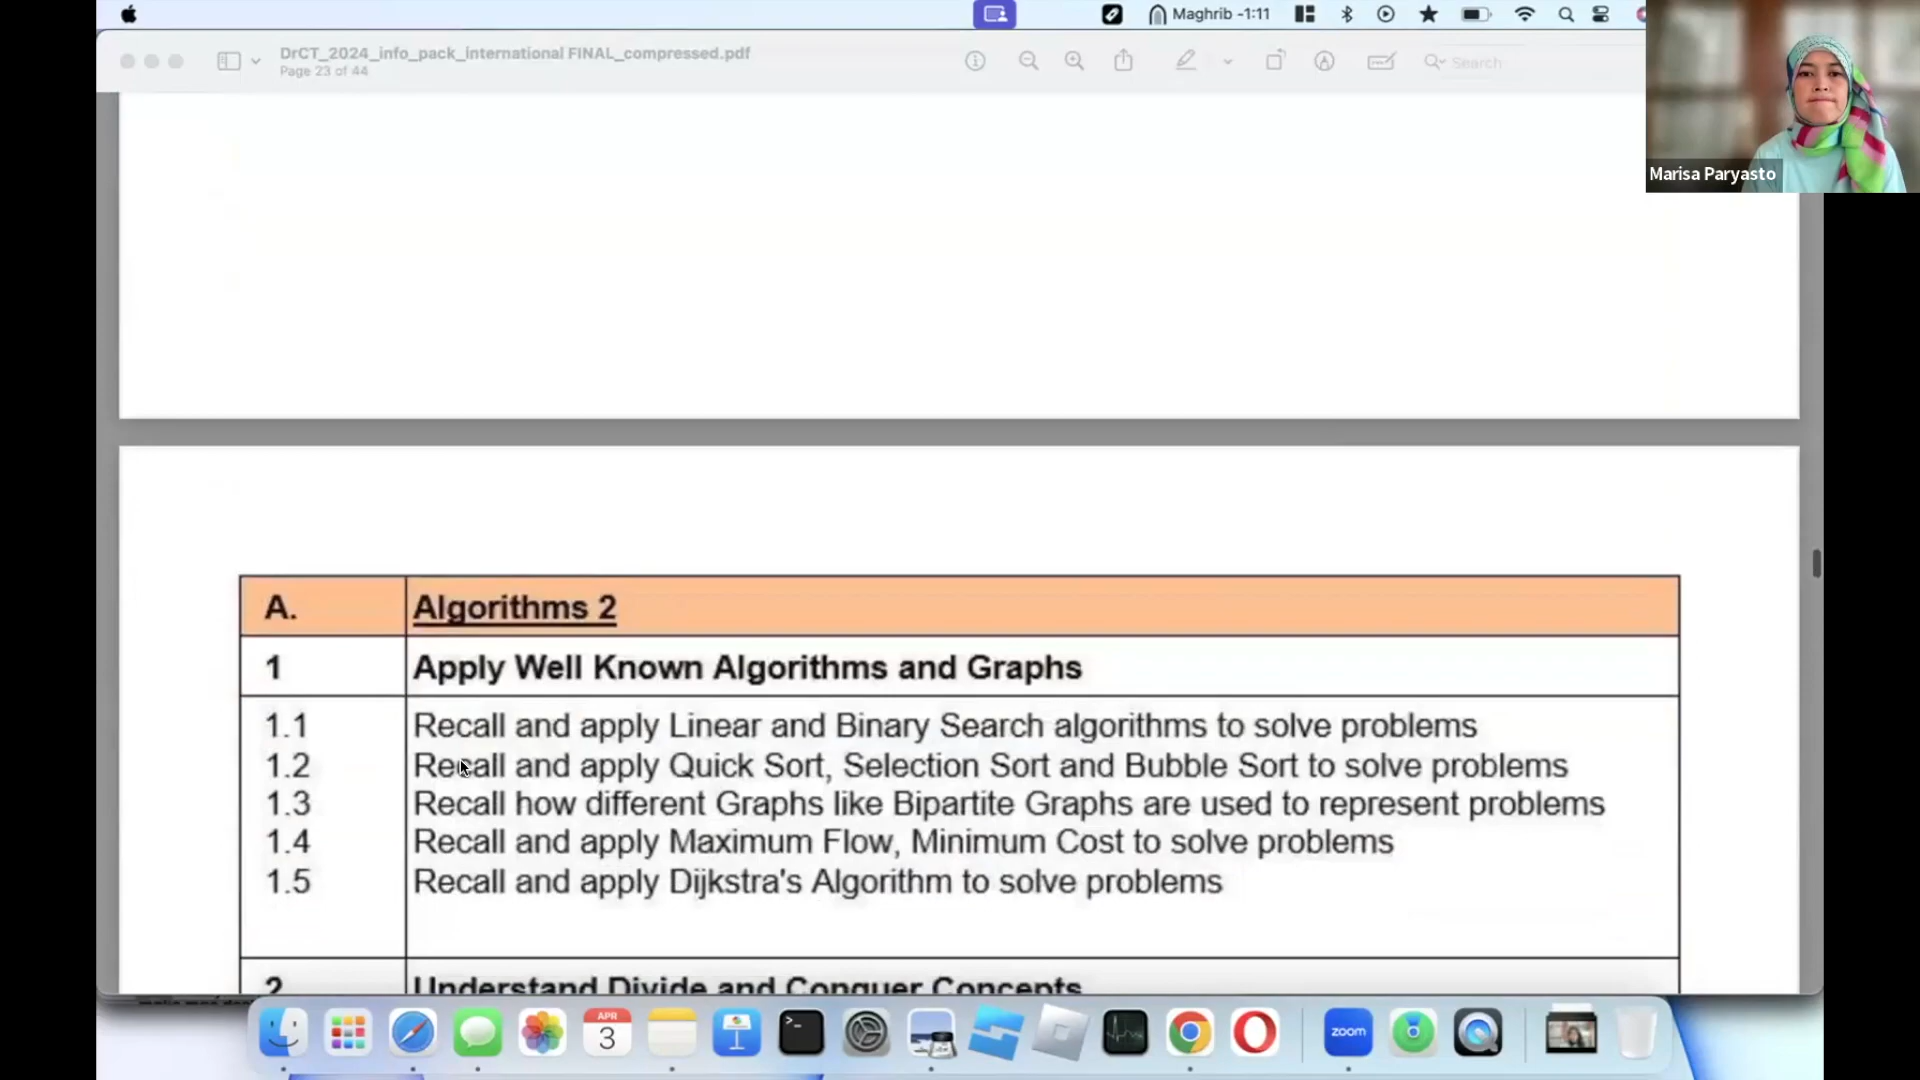 Maghrib -1:11
DrCT_2024_info_pack_international FINAL_compressed.pdf
Page 23 of 44
Search
Marisa Paryasto
A. Algorithms 2
1 Apply Well Known Algorithms and Graphs
1.1 Recall and apply Linear and Binary Search algorithms to solve problems
1.2 Recall and apply Quick Sort, Selection Sort and Bubble Sort to solve problems
1.3 Recall how different Graphs like Bipartite Graphs are used to represent problems
1.4 Recall and apply Maximum Flow, Minimum Cost to solve problems
1.5 Recall and apply Dijkstra's Algorithm to solve problems
2 Understand Divide and Conquer Concepts
APR
3
zoom